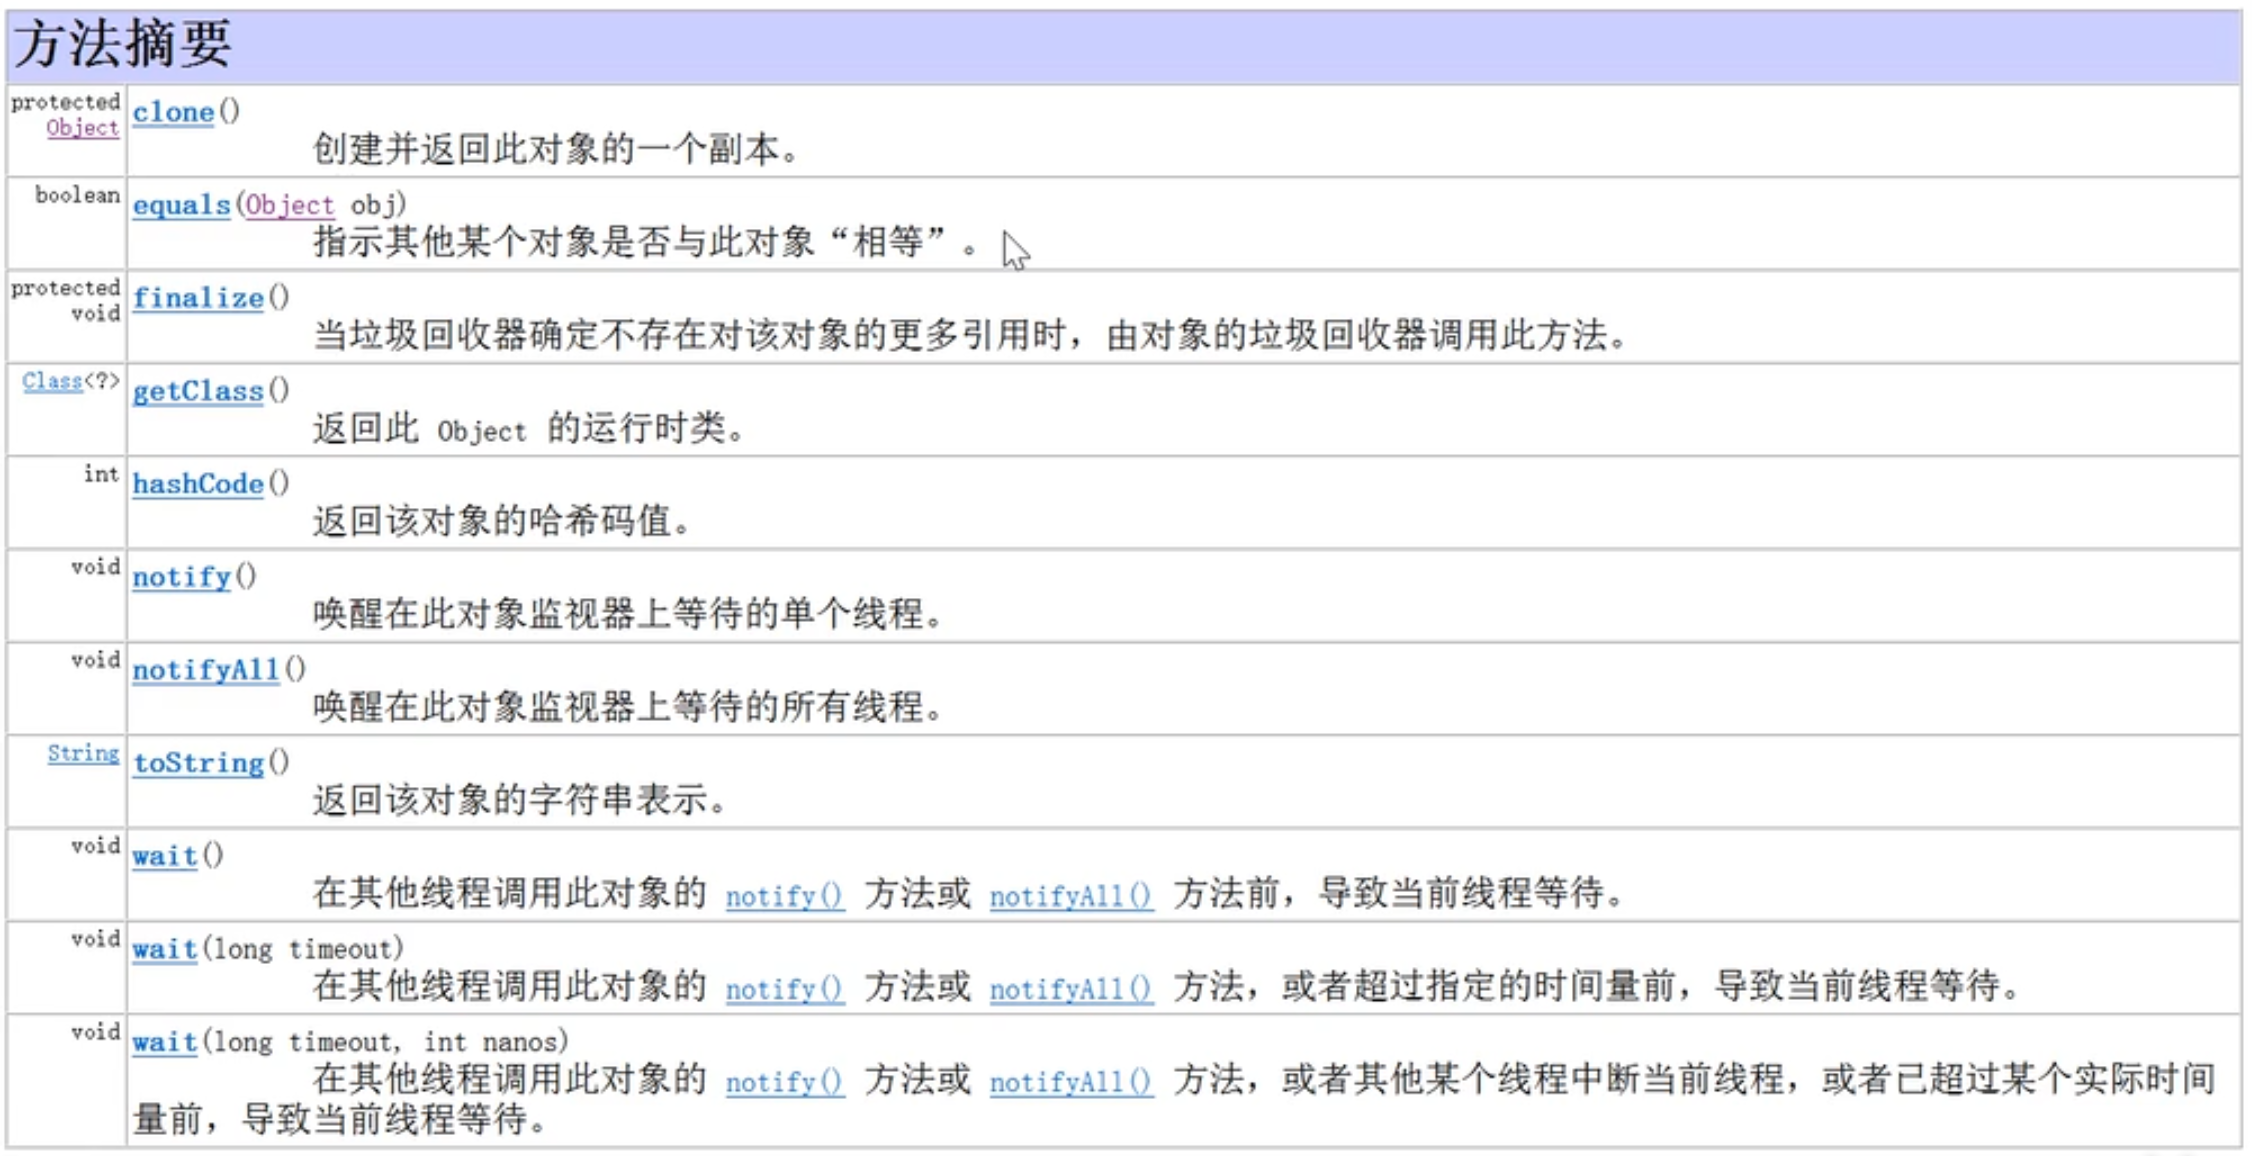 方法摘要
protected
Object
clone()
创建并返回此对象的一个副本。
boolean
equals(Object obj)
指示其他某个对象是否与此对象“相等”。
protected
void
finalize()
当垃圾回收器确定不存在对该对象的更多引用时，由对象的垃圾回收器调用此方法。
Class<?>
getClass()
返回此 Object 的运行时类。
int
hashCode()
返回该对象的哈希码值。
void
notify()
唤醒在此对象监视器上等待的单个线程。
void
notifyAll()
唤醒在此对象监视器上等待的所有线程。
String
toString()
返回该对象的字符串表示。
void
wait()
在其他线程调用此对象的 notify() 方法或 notifyAll() 方法前，导致当前线程等待。
void
wait(long timeout)
在其他线程调用此对象的 notify() 方法或 notifyAll() 方法，或者超过指定的时间量前，导致当前线程等待。
void
wait(long timeout, int nanos)
在其他线程调用此对象的 notify() 方法或 notifyAll() 方法，或者其他某个线程中断当前线程，或者已超过某个实际时间
量前，导致当前线程等待。